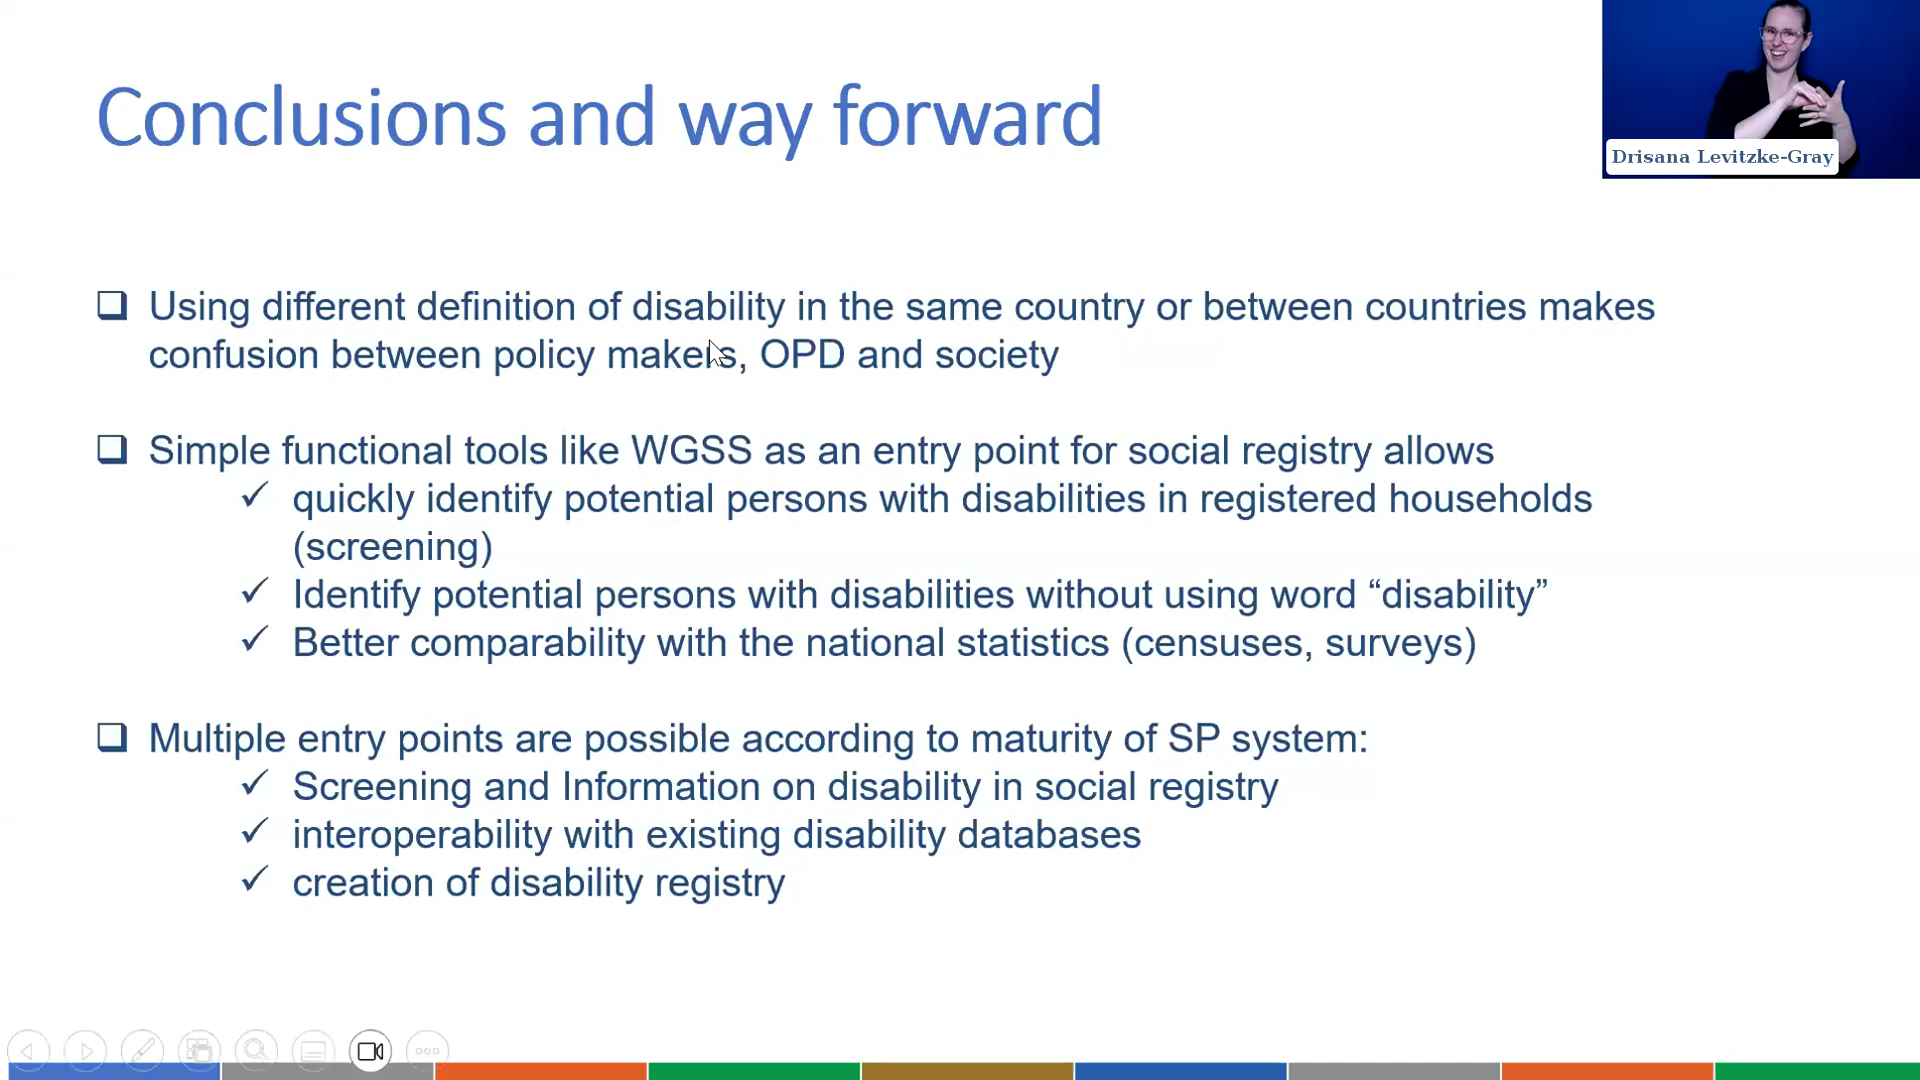 Conclusions and way forward
Drisana Levitzke-Gray
Using different definition of disability in the same country or between countries makes
confusion between policy makers, OPD and society
Simple functional tools like WGSS as an entry point for social registry allows
quickly identify potential persons with disabilities in registered households
(screening)
Identify potential persons with disabilities without using word “disability”
Better comparability with the national statistics (censuses, surveys)
Multiple entry points are possible according to maturity of SP system:
Screening and Information on disability in social registry
interoperability with existing disability databases
creation of disability registry